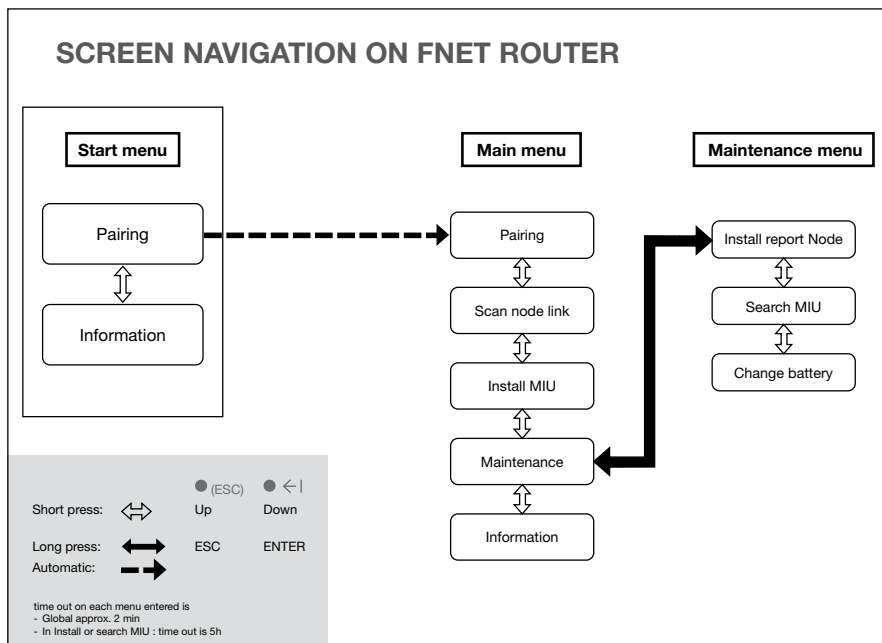 SCREEN NAVIGATION ON FNET ROUTER
Start menu
Pairing
Information
Main menu
Pairing
Scan node link
Install MIU
Maintenance
Information
Maintenance menu
Install report Node
Search MIU
Change battery
(ESC)
Short press: Up Down
Long press: ESC ENTER
Automatic:
time out on each menu entered is
- Global approx. 2 min
- In Install or search MIU : time out is 5h